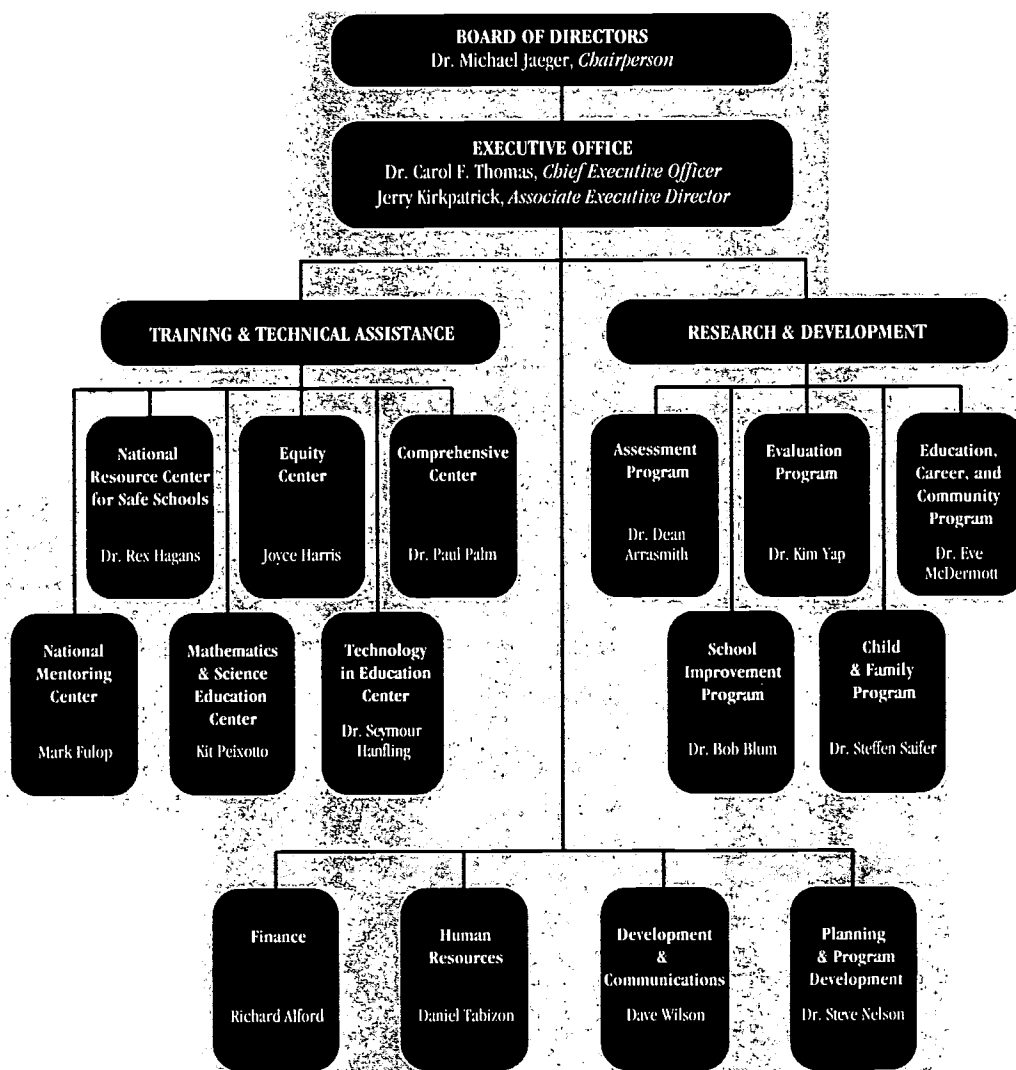 BOARD OF DIRECTORS
Dr. Michael Jaeger, Chairperson
EXECUTIVE OFFICE
Dr. Carol F. Thomas, Chief Executive Officer
Jerry Kirkpatrick, Associate Executive Director
TRAINING & TECHNICAL ASSISTANCE
RESEARCH & DEVELOPMENT
National
Resource Center
for Safe Schools
Dr. Rex Hagans
Equity
Center
Joyce Harris
Comprehensive
Center
Dr. Paul Palm
Assessment
Program
Dr. Dean
Arrasmith
Evaluation
Program
Dr. Kim Yap
Education,
Career, and
Community
Program
Dr. Eve
McDermott
National
Mentoring
Center
Mark Fulop
Mathematics
& Science
Education
Center
Kit Peixotto
Technology
in Education
Center
Dr. Seymour
Hanfling
School
Improvement
Program
Dr. Bob Blum
Child
& Family
Program
Dr. Steffen Saifer
Finance
Richard Alford
Human
Resources
Daniel Tabizon
Development
&
Communications
Dave Wilson
Planning
& Program
Development
Dr. Steve Nelson